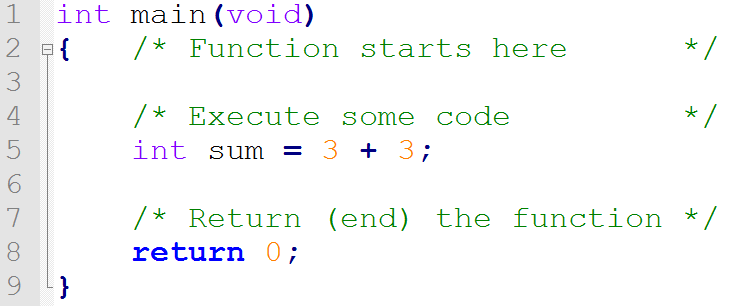 1 int main(void)
2 {    /* Function starts here      */
3
4     /* Execute some code         */
5     int sum = 3 + 3;
6
7     /* Return (end) the function */
8     return 0;
9 }